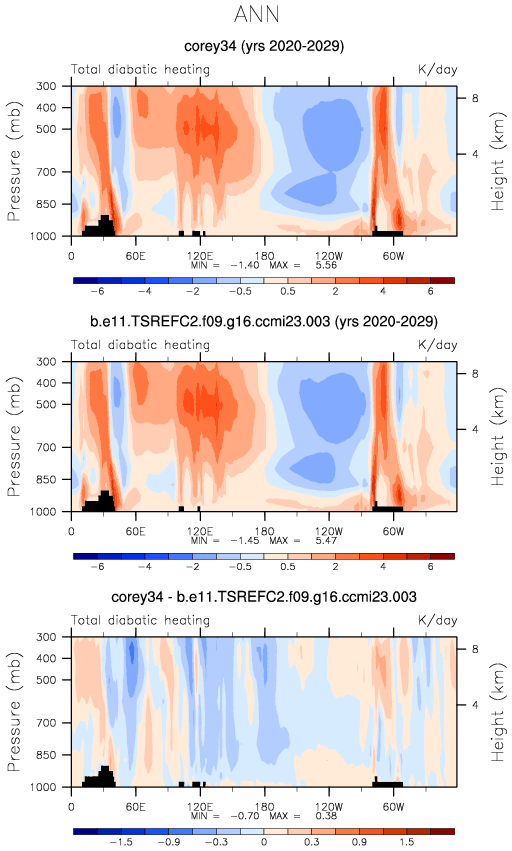 ANN
corey34 (yrs 2020-2029)
Total diabatic heating K/day
Pressure (mb)
300
400
500
700
850
1000
8
4
Height (km)
0 60E 120E 180 120W 60W
MIN = -1.40 MAX = 5.56
-6 -4 -2 -0.5 0.5 2 4 6
b.e11.TSREFC2.f09.g16.ccmi23.003 (yrs 2020-2029)
Total diabatic heating K/day
Pressure (mb)
300
400
500
700
850
1000
8
4
Height (km)
0 60E 120E 180 120W 60W
MIN = -1.45 MAX = 5.47
-6 -4 -2 -0.5 0.5 2 4 6
corey34 - b.e11.TSREFC2.f09.g16.ccmi23.003
Total diabatic heating K/day
Pressure (mb)
300
400
500
700
850
1000
8
4
Height (km)
0 60E 120E 180 120W 60W
MIN = -0.70 MAX = 0.38
-1.5 -0.9 -0.3 0 0.3 0.9 1.5